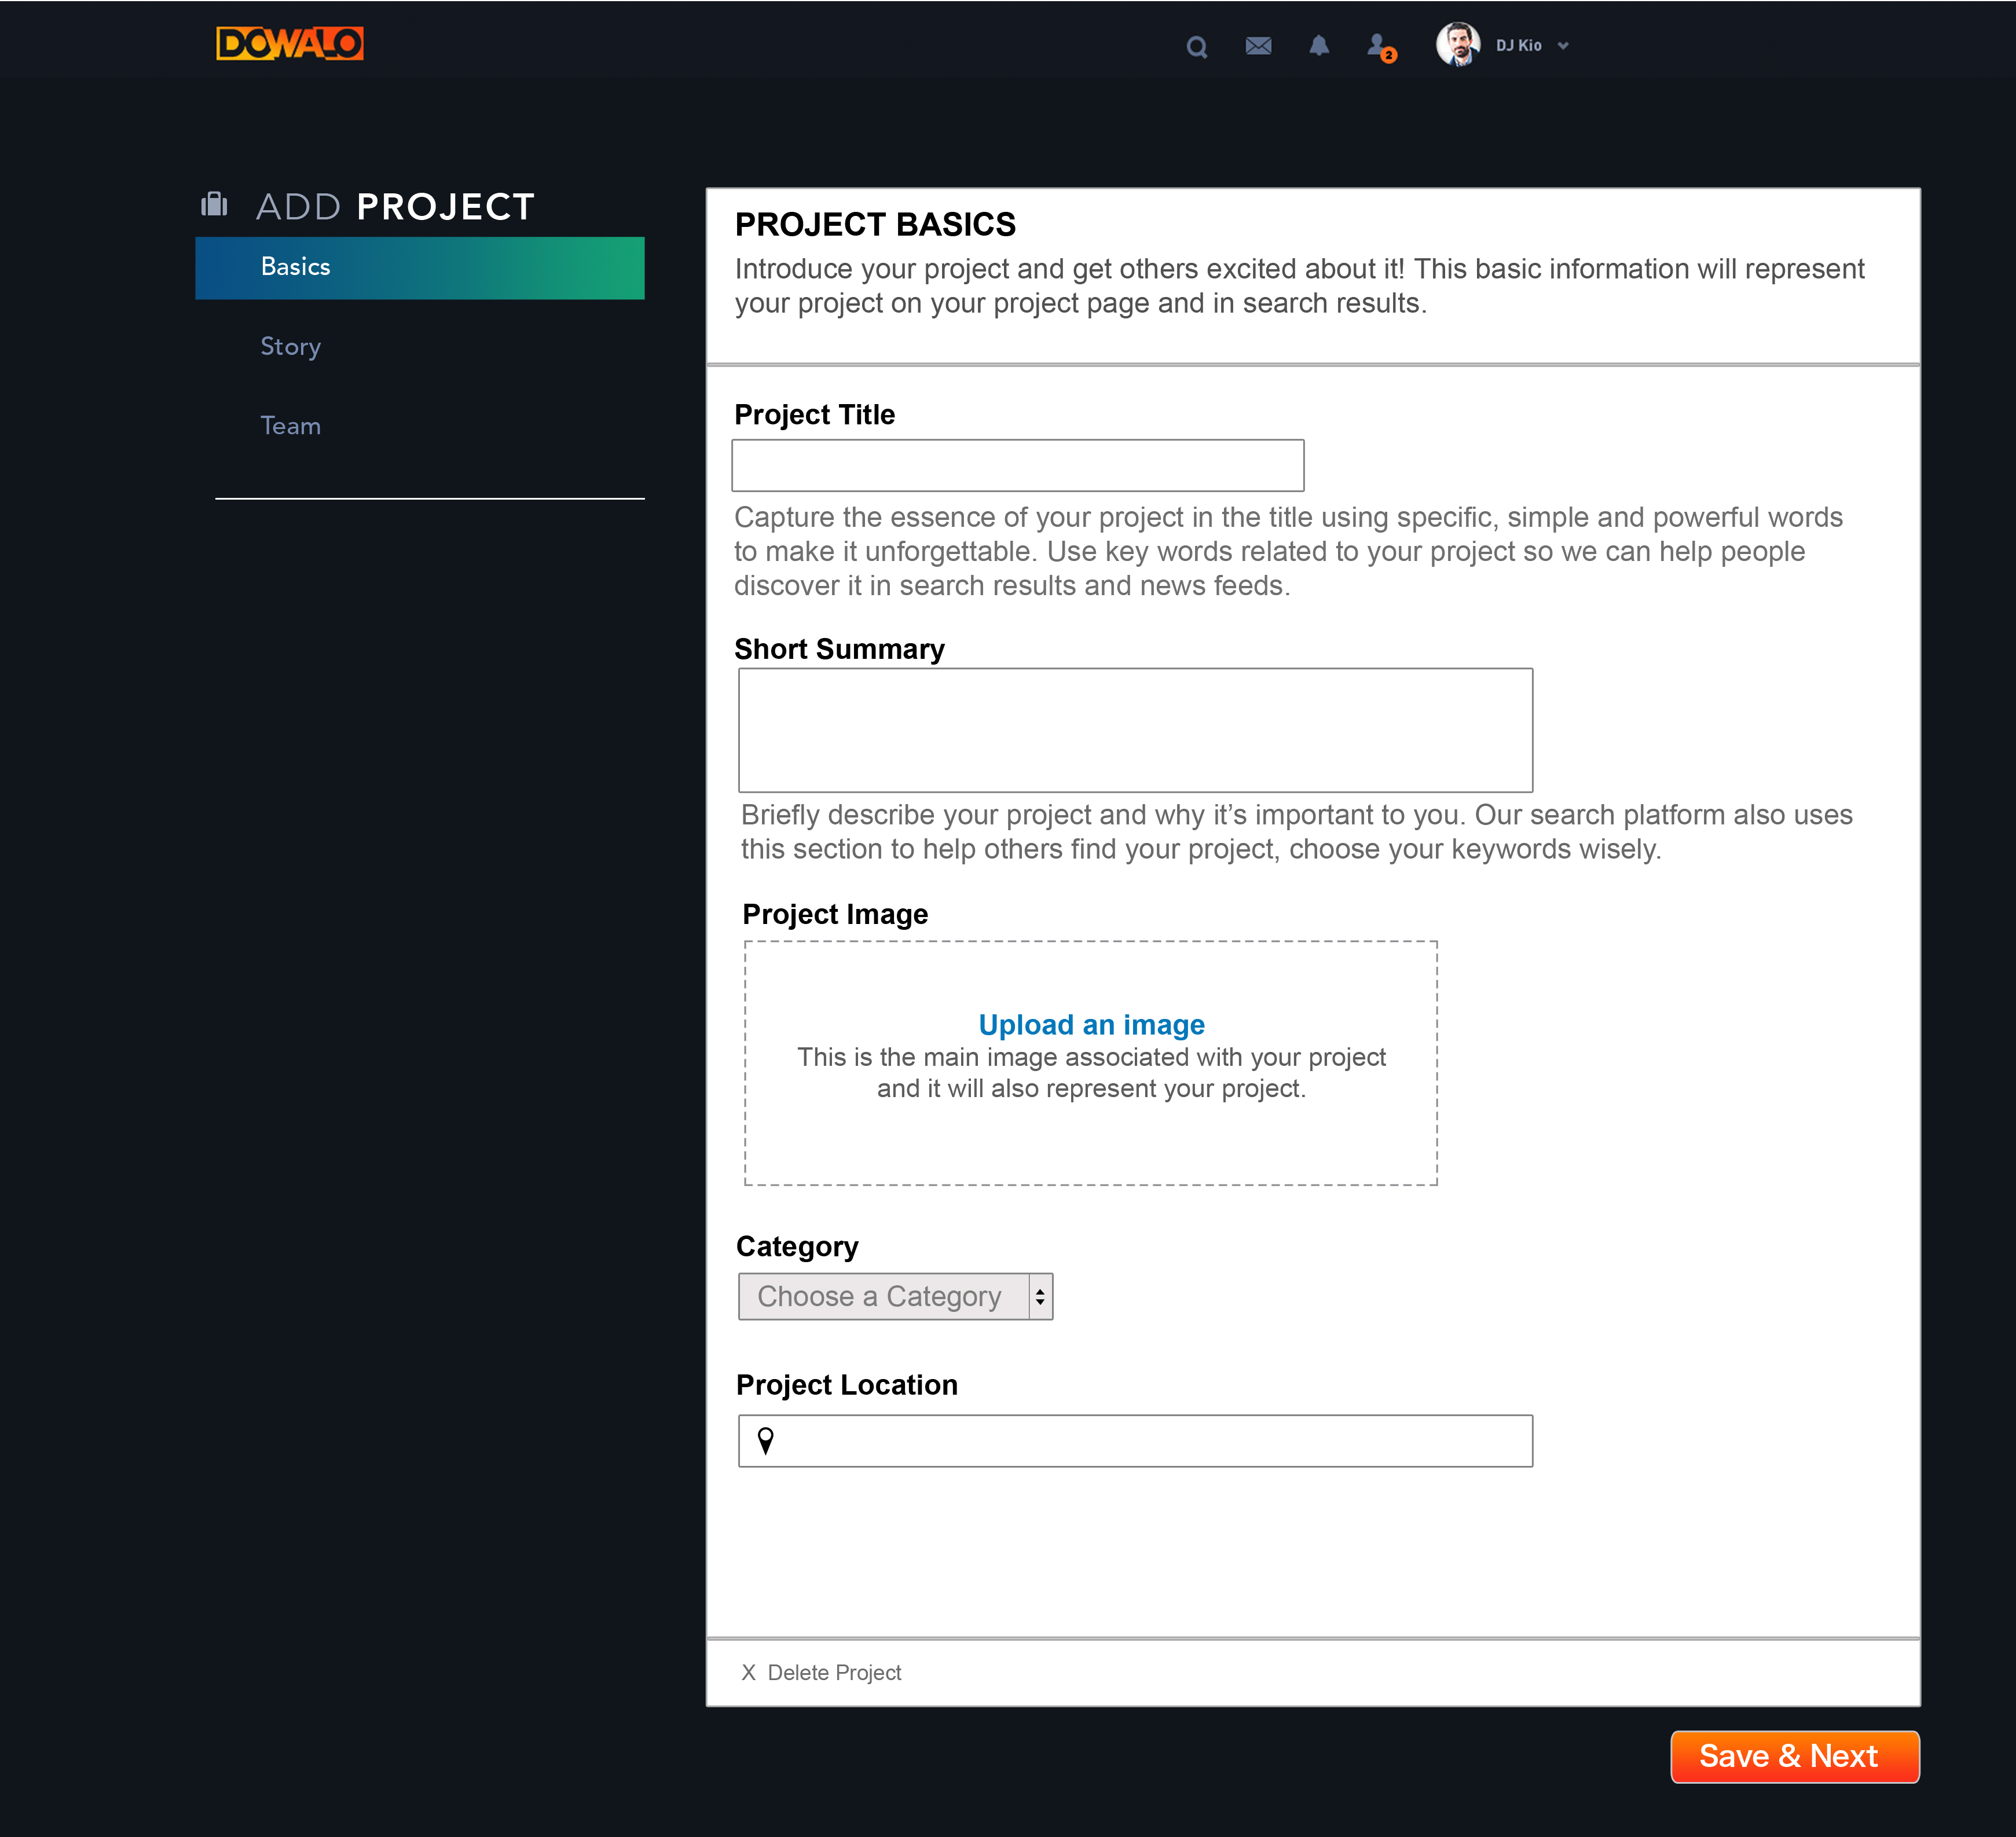 DOWALO
2
DJ Kio
ADD PROJECT
Basics
Story
Team
PROJECT BASICS
Introduce your project and get others excited about it! This basic information will represent
your project on your project page and in search results.
Project Title
Capture the essence of your project in the title using specific, simple and powerful words
to make it unforgettable. Use key words related to your project so we can help people
discover it in search results and news feeds.
Short Summary
Briefly describe your project and why it’s important to you. Our search platform also uses
this section to help others find your project, choose your keywords wisely.
Project Image
Upload an image
This is the main image associated with your project
and it will also represent your project.
Category
Choose a Category
Project Location
X Delete Project
Save & Next